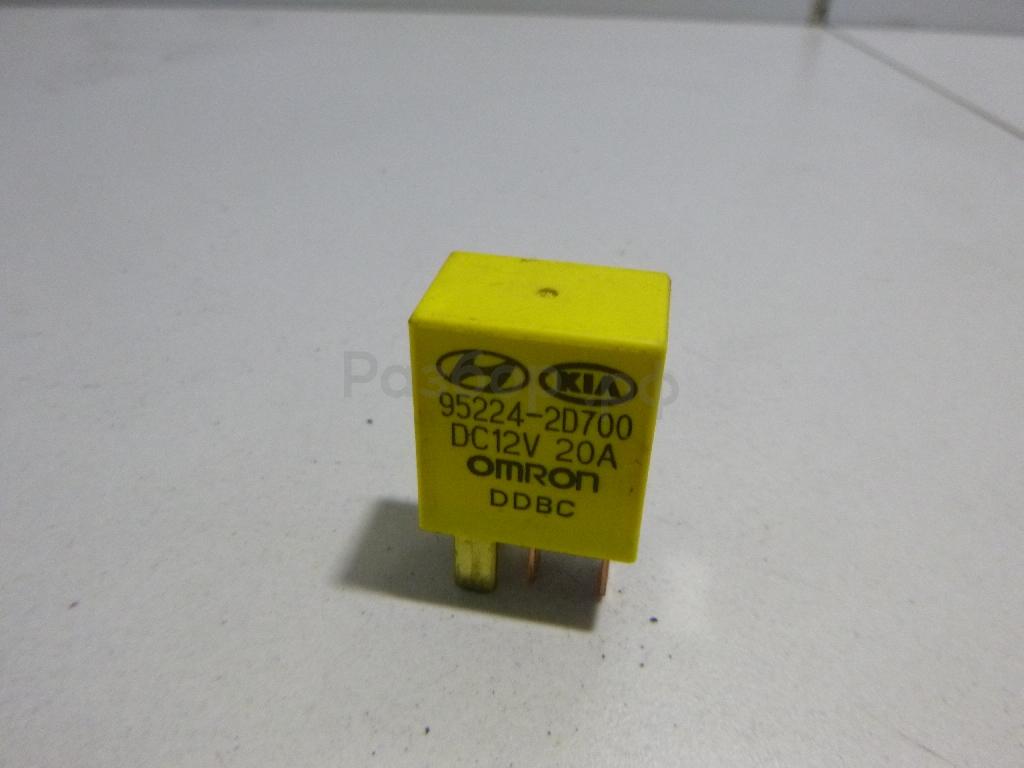 KIA
95224-2D700
DC12V 20A
OMRON
DDBC